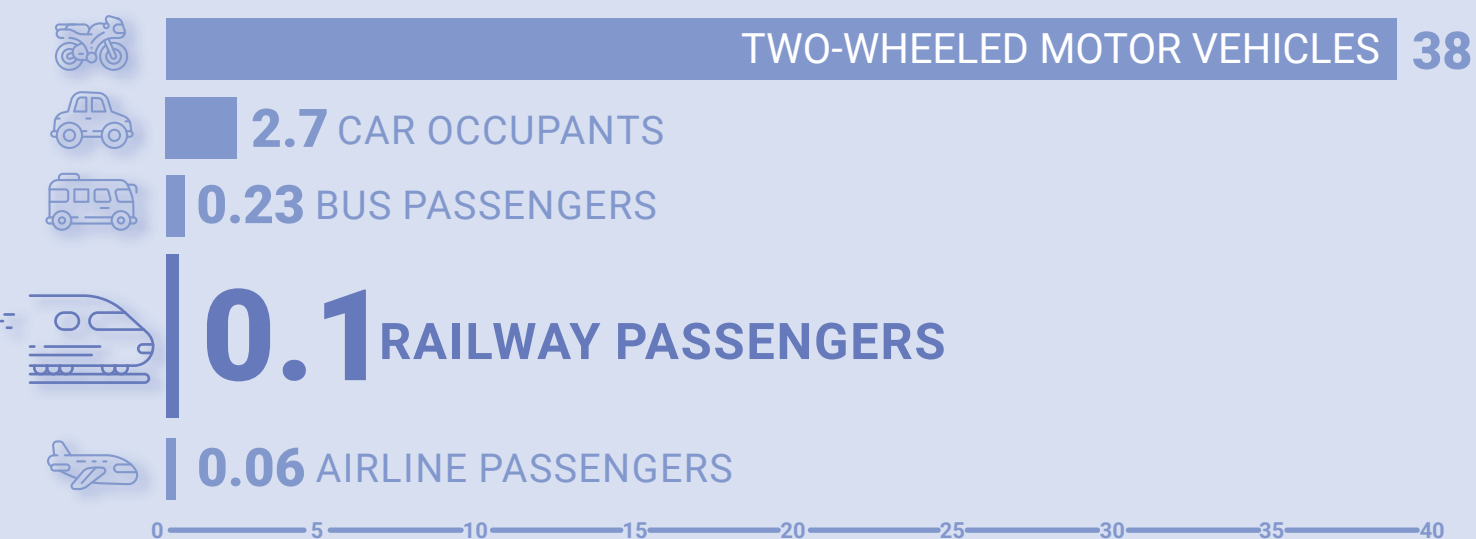 TWO-WHEELED MOTOR VEHICLES 38
2.7 CAR OCCUPANTS
0.23 BUS PASSENGERS
0.1 RAILWAY PASSENGERS
0.06 AIRLINE PASSENGERS
0 5 10 15 20 25 30 35 40